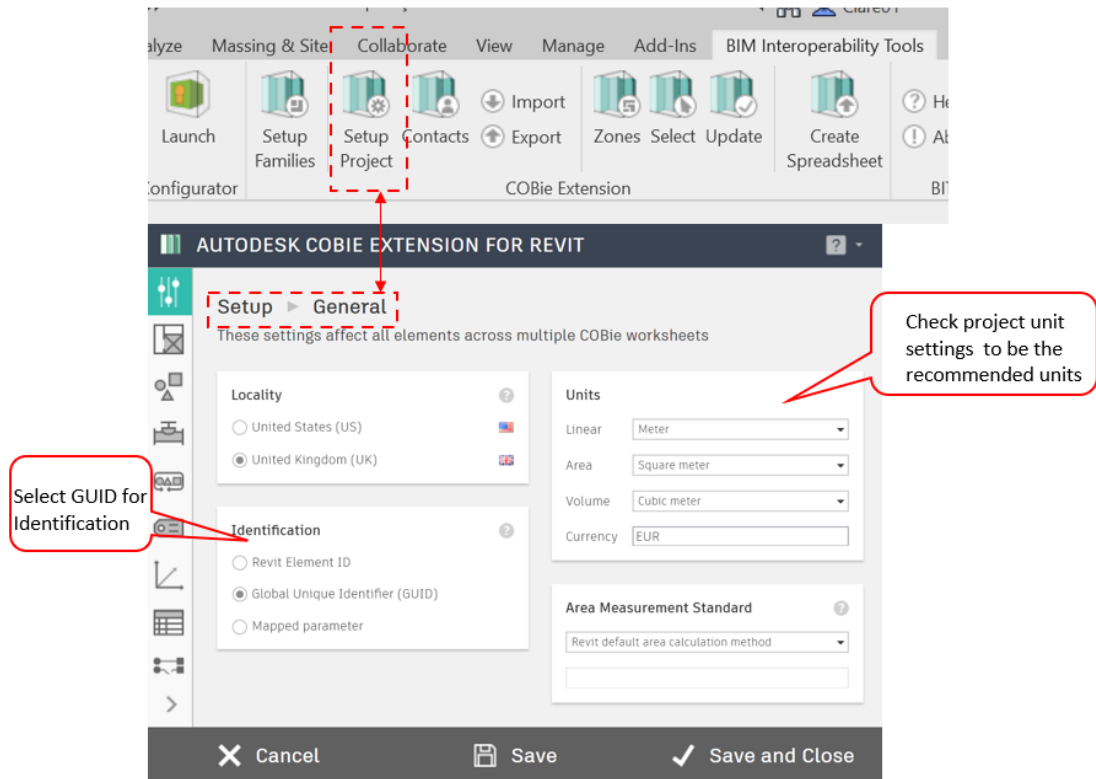 Massing & Site Collaborate View Manage Add-Ins BIM Interoperability Tools
Launch
Setup Families
Setup Project
Contacts
Import
Export
Zones Select Update
Create Spreadsheet
COBie Extension
AUTODESK COBIE EXTENSION FOR REVIT
?
Setup General
These settings affect all elements across multiple COBie worksheets
Locality
United States (US)
United Kingdom (UK)
Identification
Revit Element ID
Global Unique Identifier (GUID)
Mapped parameter
Units
Linear Meter
Area Square meter
Volume Cubic meter
Currency EUR
Area Measurement Standard
Revit default area calculation method
Check project unit
settings to be the
recommended units
Select GUID for
Identification
Cancel Save Save and Close